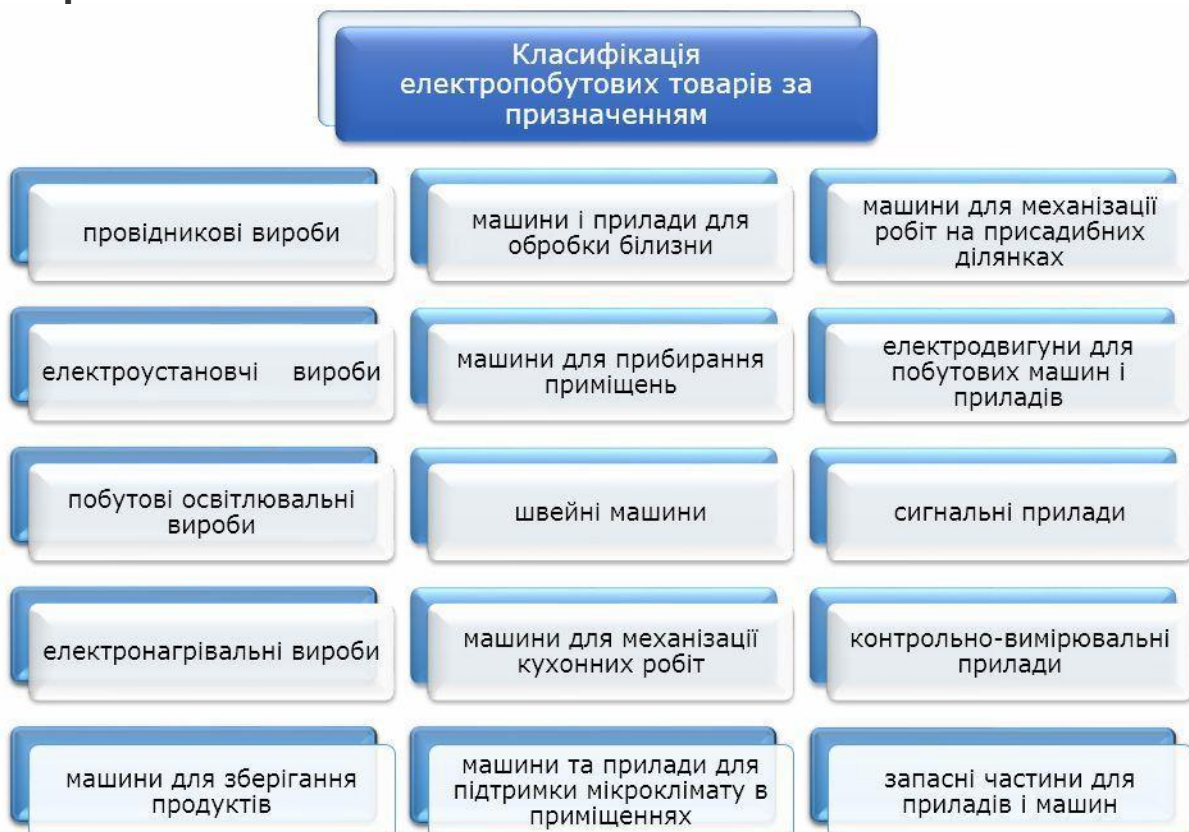 Класифікація
електропобутових товарів за
призначенням
провідникові вироби
машини і прилади для
обробки білизни
машини для механізації
робіт на присадибних
ділянках
електроустановчі вироби
машини для прибирання
приміщень
електродвигуни для
побутових машин і
приладів
побутові освітлювальні
вироби
швейні машини
сигнальні прилади
електронагрівальні вироби
машини для механізації
кухонних робіт
контрольно-вимірювальні
прилади
машини для зберігання
продуктів
машини та прилади для
підтримки мікроклімату в
приміщеннях
запасні частини для
приладів і машин